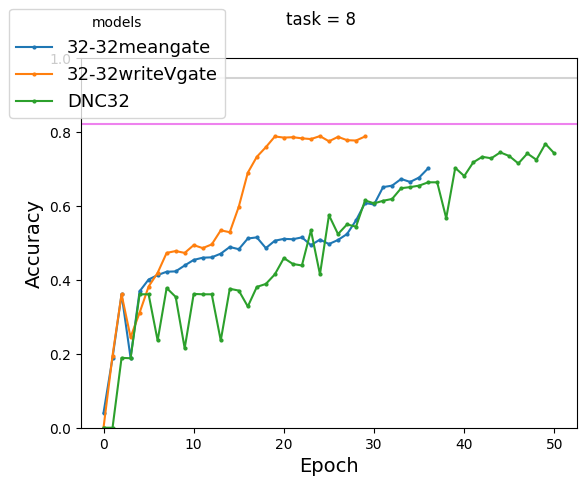 task = 8
models
32-32meangate
32-32writeVgate
DNC32
1.0
0.8
0.6
0.4
0.2
0.0
Accuracy
0 10 20 30 40 50
Epoch